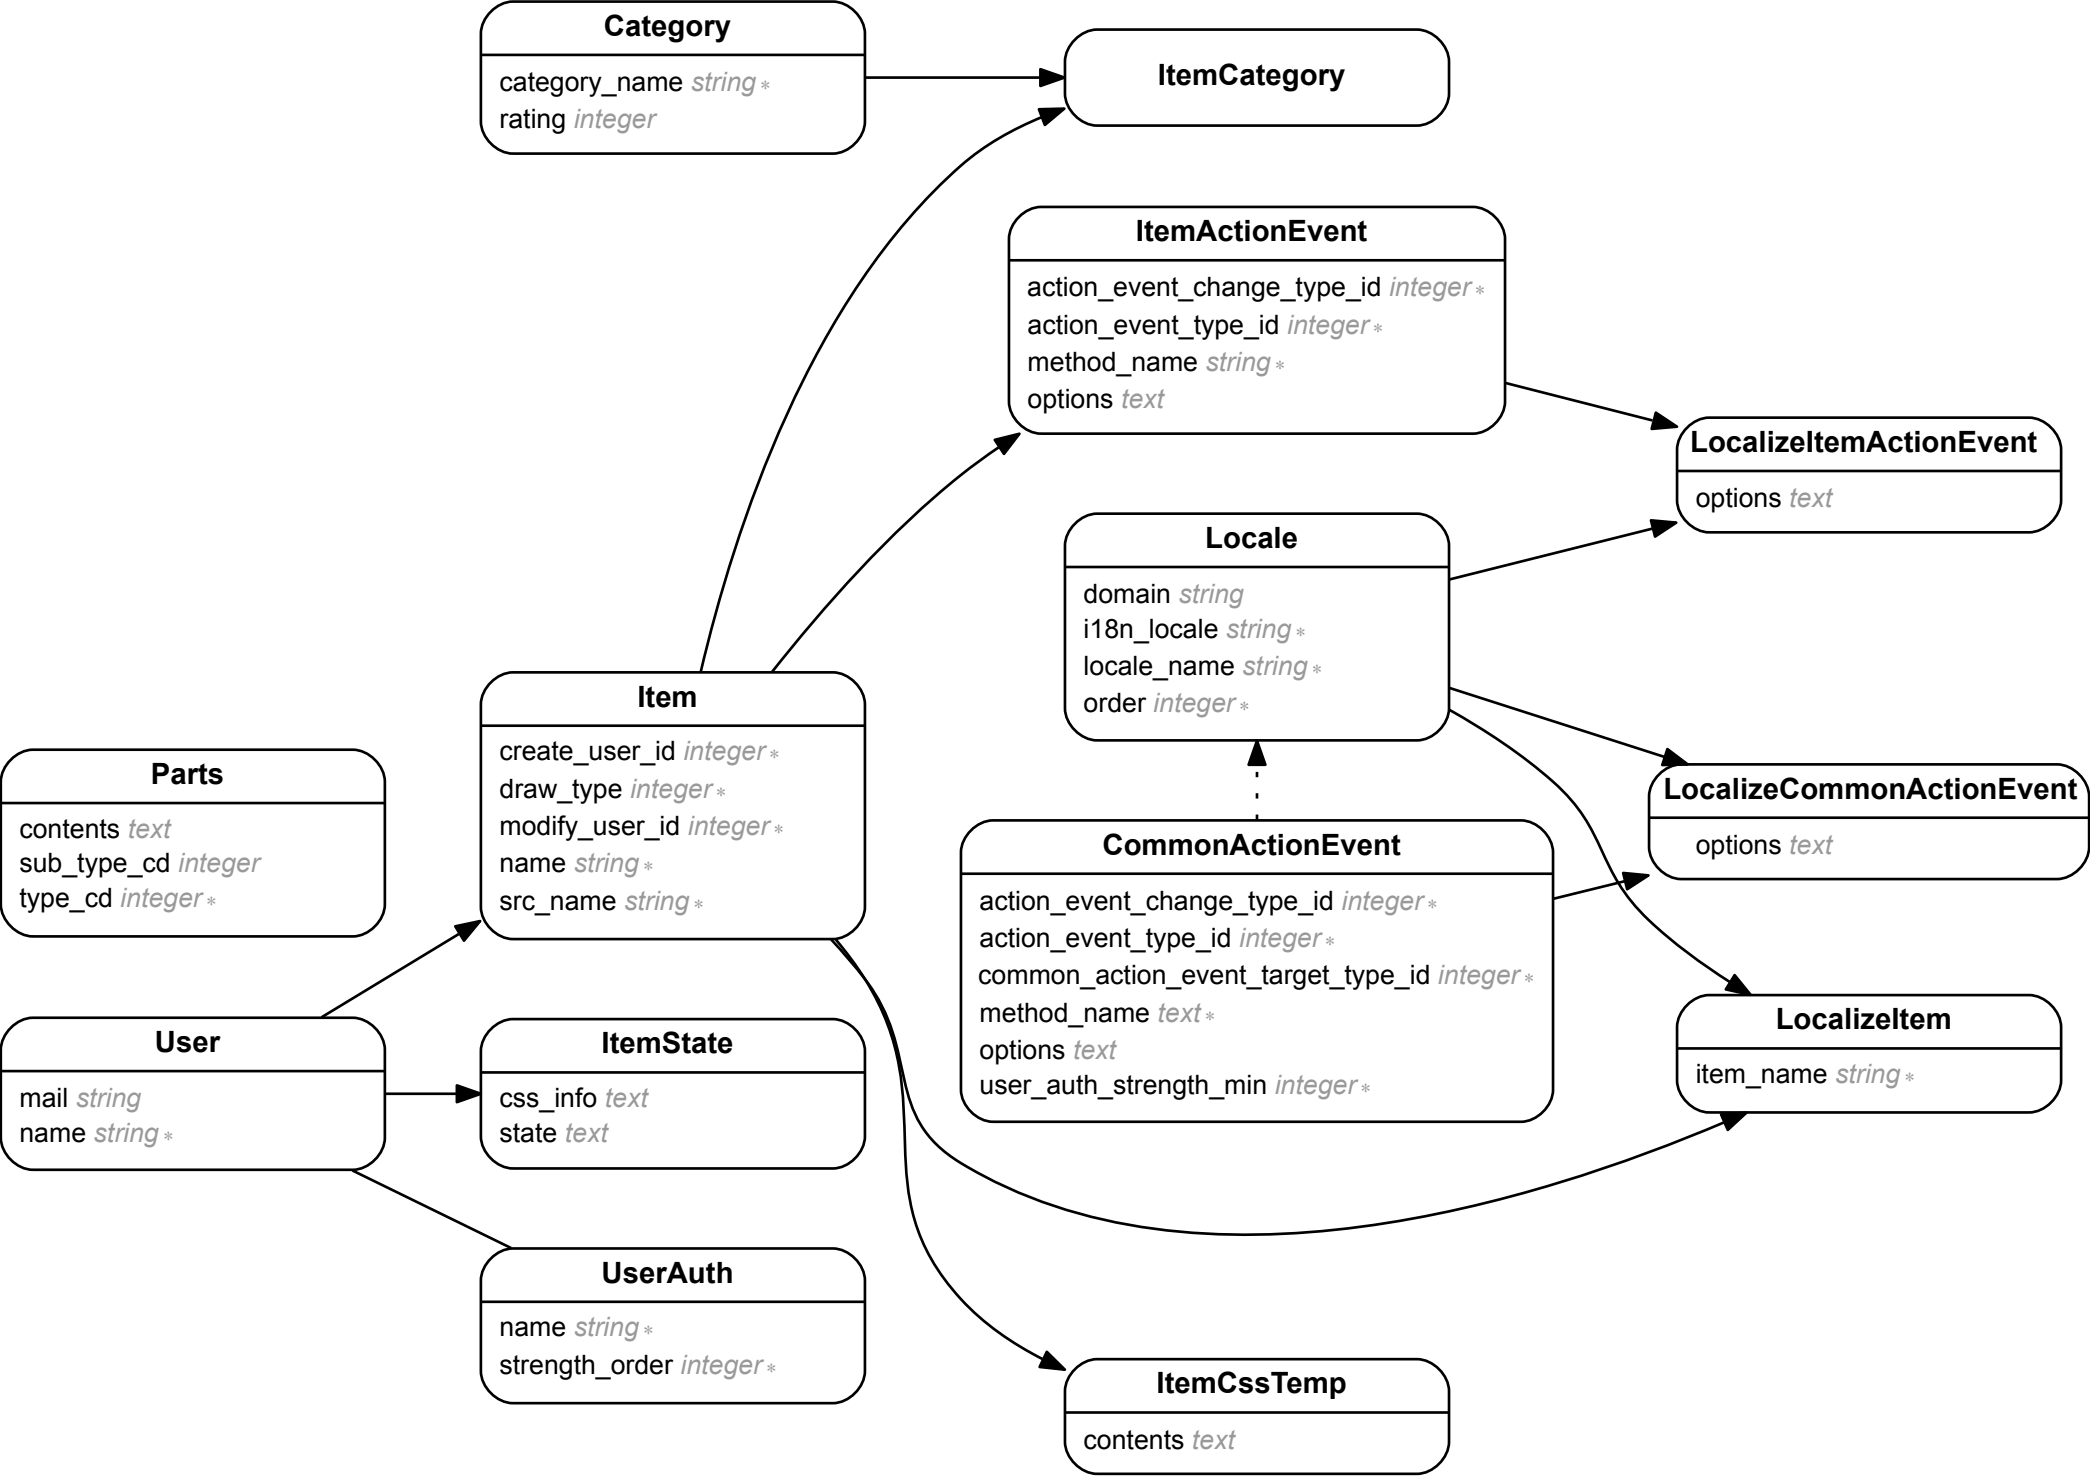 Category
category_name string *
rating integer
ItemCategory
ItemActionEvent
action_event_change_type_id integer *
action_event_type_id integer *
method_name string *
options text
LocalizeItemActionEvent
options text
Locale
domain string
i18n_locale string *
locale_name string *
order integer *
Item
create_user_id integer *
draw_type integer *
modify_user_id integer *
name string *
src_name string *
Parts
contents text
sub_type_cd integer
type_cd integer *
LocalizeCommonActionEvent
options text
CommonActionEvent
action_event_change_type_id integer *
action_event_type_id integer *
common_action_event_target_type_id integer *
method_name text *
options text
user_auth_strength_min integer *
User
mail string
name string *
ItemState
css_info text
state text
LocalizeItem
item_name string *
UserAuth
name string *
strength_order integer *
ItemCssTemp
contents text